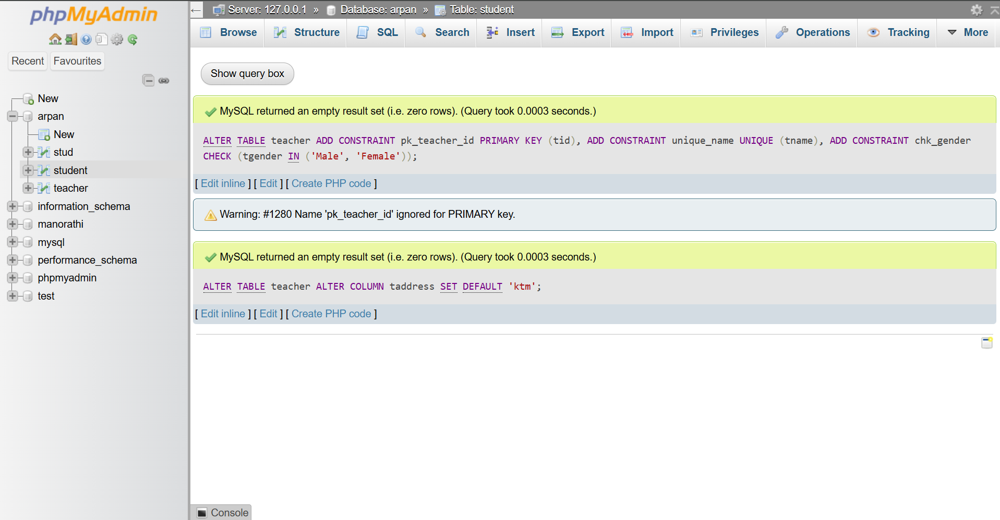 phpMyAdmin
Recent
Favourites
New
arpan
New
stud
student
teacher
information_schema
manorathi
mysql
performance_schema
phpmyadmin
test
Server: 127.0.0.1 » Database: arpan » Table: student
Browse Structure SQL Search Insert Export Import Privileges Operations Tracking More
Show query box
MySQL returned an empty result set (i.e. zero rows). (Query took 0.0003 seconds.)
ALTER TABLE teacher ADD CONSTRAINT pk_teacher_id PRIMARY KEY (tid), ADD CONSTRAINT unique_name UNIQUE (tname), ADD CONSTRAINT chk_gender
CHECK (tgender IN ('Male', 'Female'));
[ Edit inline ] [ Edit ] [ Create PHP code ]
Warning: #1280 Name 'pk_teacher_id' ignored for PRIMARY key.
MySQL returned an empty result set (i.e. zero rows). (Query took 0.0003 seconds.)
ALTER TABLE teacher ALTER COLUMN taddress SET DEFAULT 'ktm';
[ Edit inline ] [ Edit ] [ Create PHP code ]
Console